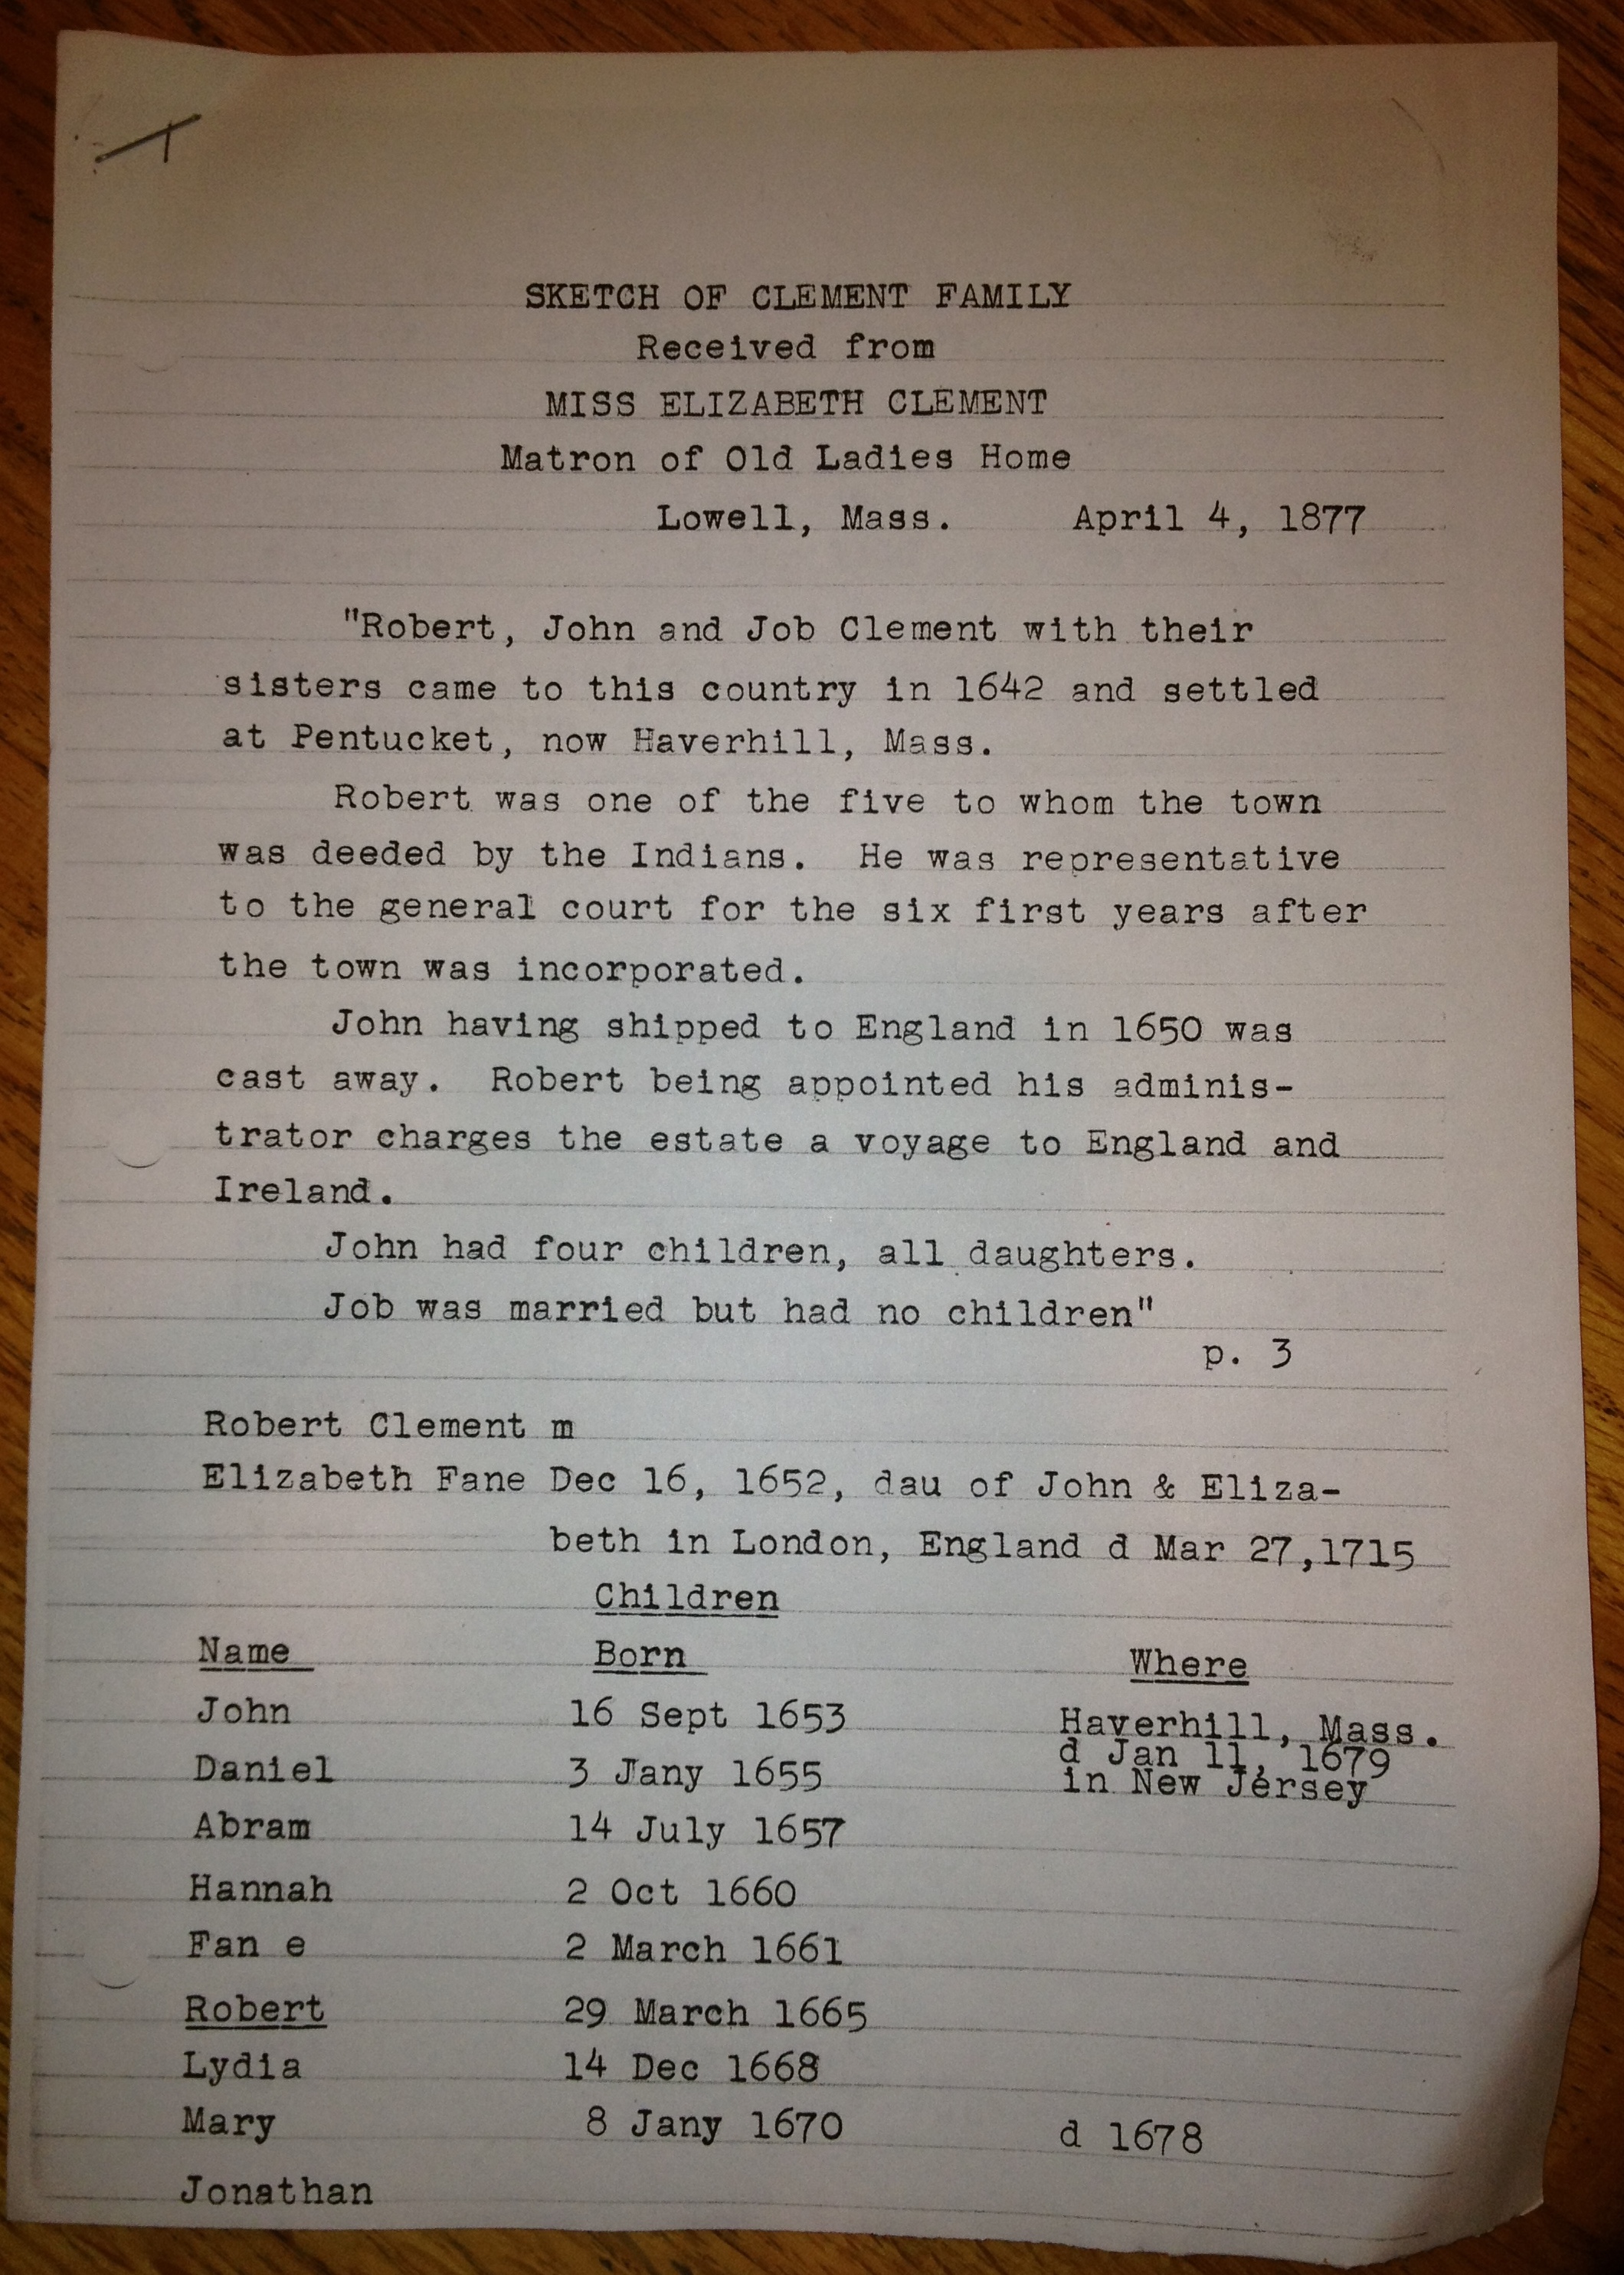 SKETCH OF CLEMENT FAMILY
Received from
MISS ELIZABETH CLEMENT
Matron of Old Ladies Home
Lowell, Mass. April 4, 1877
"Robert, John and Job Clement with their
sisters came to this country in 1642 and settled
at Pentucket, now Haverhill, Mass.
Robert was one of the five to whom the town
was deeded by the Indians. He was representative
to the general court for the six first years after
the town was incorporated.
John having shipped to England in 1650 was
cast away. Robert being appointed his adminis-
trator charges the estate a voyage to England and
Ireland.
John had four children, all daughters.
Job was married but had no children"
p. 3
Robert Clement m
Elizabeth Fane Dec 16, 1652, dau of John & Eliza-
beth in London, England d Mar 27,1715
Children
Name Born Where
John 16 Sept 1653 Haverhill, Mass.
d Jan 11, 1679
Daniel 3 Jany 1655 in New Jersey
Abram 14 July 1657
Hannah 2 Oct 1660
Fan e 2 March 1661
Robert 29 March 1665
Lydia 14 Dec 1668
Mary 8 Jany 1670 d 1678
Jonathan